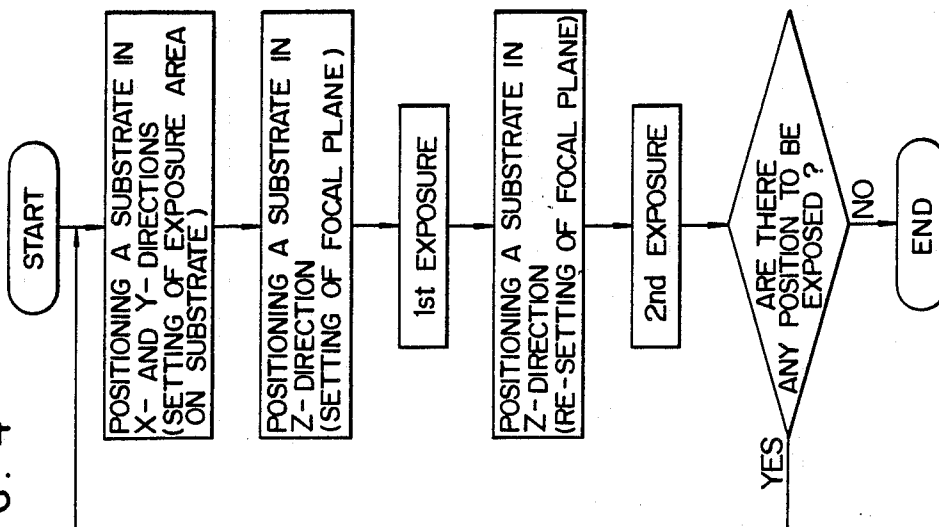 G. 4
START
POSITIONING A SUBSTRATE IN
X- AND Y- DIRECTIONS
(SETTING OF EXPOSURE AREA
ON SUBSTRATE)
POSITIONING A SUBSTRATE IN
Z- DIRECTION
(SETTING OF FOCAL PLANE)
1st EXPOSURE
POSITIONING A SUBSTRATE IN
Z- DIRECTION
(RE-SETTING OF FOCAL PLANE)
2nd EXPOSURE
ARE THERE
ANY POSITION TO BE
EXPOSED ?
YES
NO
END